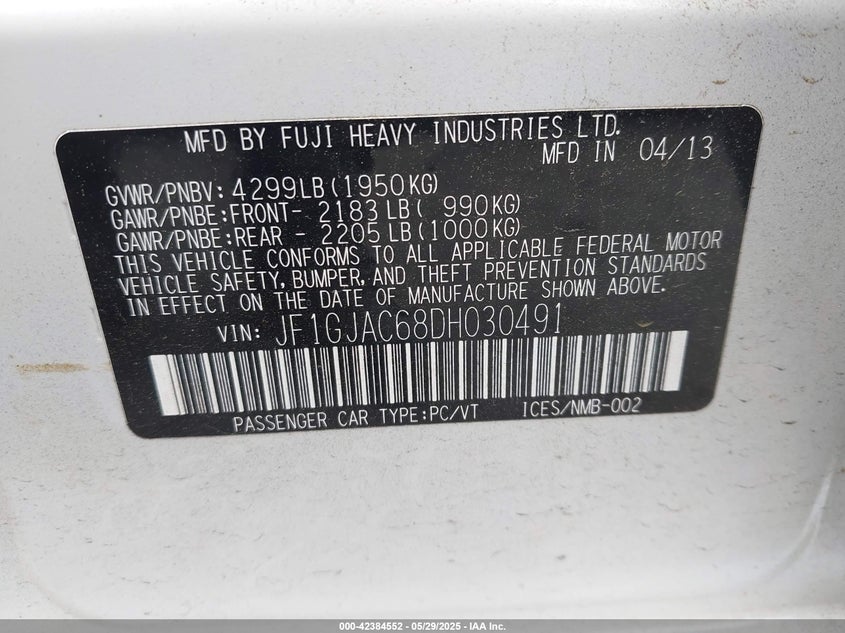 MFD BY FUJI HEAVY INDUSTRIES LTD.
MFD IN 04/13
GVWR/PNBV: 4299LB(1950KG)
GAWR/PNBE:FRONT- 2183LB( 990KG)
GAWR/PNBE:REAR - 2205LB(1000KG)
THIS VEHICLE CONFORMS TO ALL APPLICABLE FEDERAL MOTOR
VEHICLE SAFETY, BUMPER, AND THEFT PREVENTION STANDARDS
IN EFFECT ON THE DATE OF MANUFACTURE SHOWN ABOVE.
VIN: JF1GJAC68DH030491
PASSENGER CAR TYPE:PC/VT ICES/NMB-002
000-42384552 — 05/29/2025 — IAA Inc.